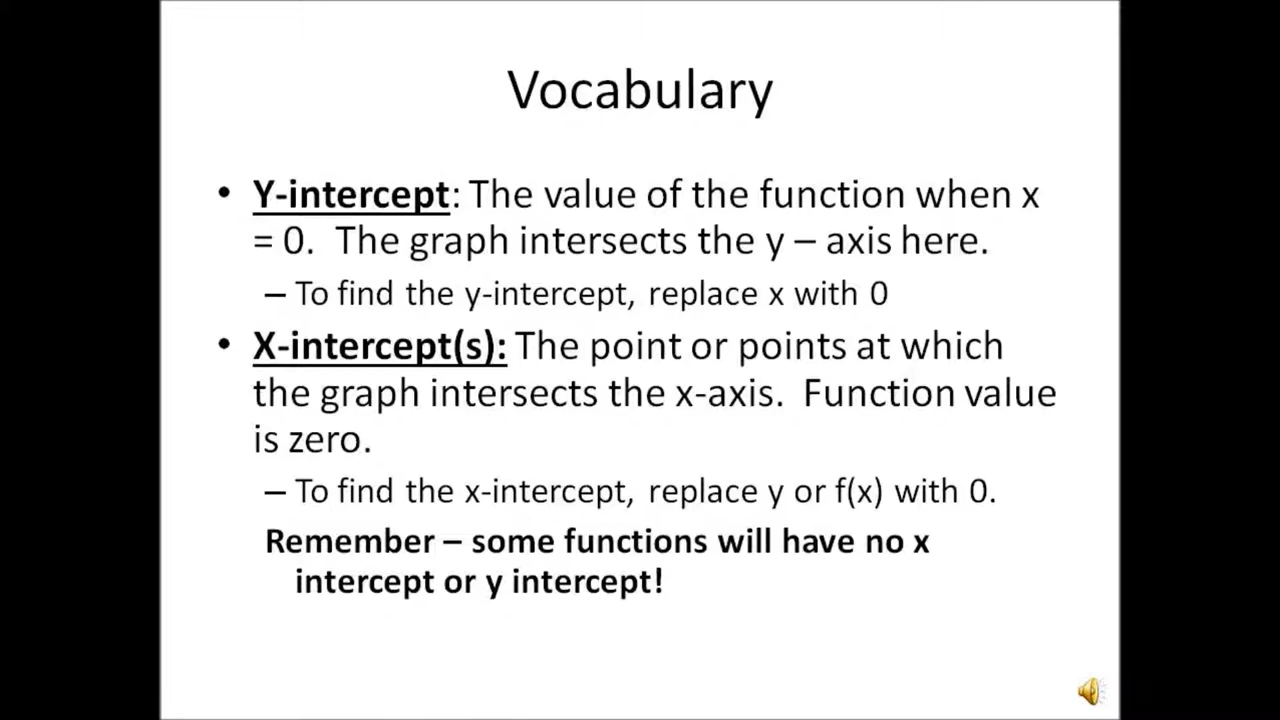 Vocabulary
• Y-intercept: The value of the function when x
= 0.  The graph intersects the y – axis here.
– To find the y-intercept, replace x with 0
• X-intercept(s): The point or points at which
the graph intersects the x-axis.  Function value
is zero.
– To find the x-intercept, replace y or f(x) with 0.
Remember – some functions will have no x
intercept or y intercept!